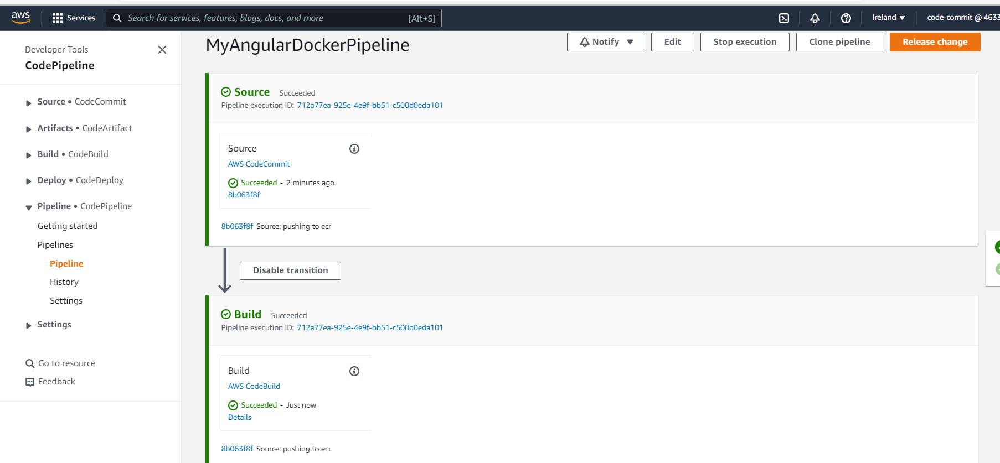 aws Services Search for services, features, blogs, docs, and more [Alt+S] Ireland ▼ code-commit @ 4633
Developer Tools
CodePipeline
Source • CodeCommit
Artifacts • CodeArtifact
Build • CodeBuild
Deploy • CodeDeploy
Pipeline • CodePipeline
Getting started
Pipelines
Pipeline
History
Settings
Settings
Go to resource
Feedback
MyAngularDockerPipeline
Notify ▼ Edit Stop execution Clone pipeline Release change
Source Succeeded
Pipeline execution ID: 712a77ea-925e-4e9f-bb51-c500d0eda101
Source
AWS CodeCommit
Succeeded - 2 minutes ago
8b063f8f
8b063f8f Source: pushing to ecr
Disable transition
Build Succeeded
Pipeline execution ID: 712a77ea-925e-4e9f-bb51-c500d0eda101
Build
AWS CodeBuild
Succeeded - Just now
Details
8b063f8f Source: pushing to ecr